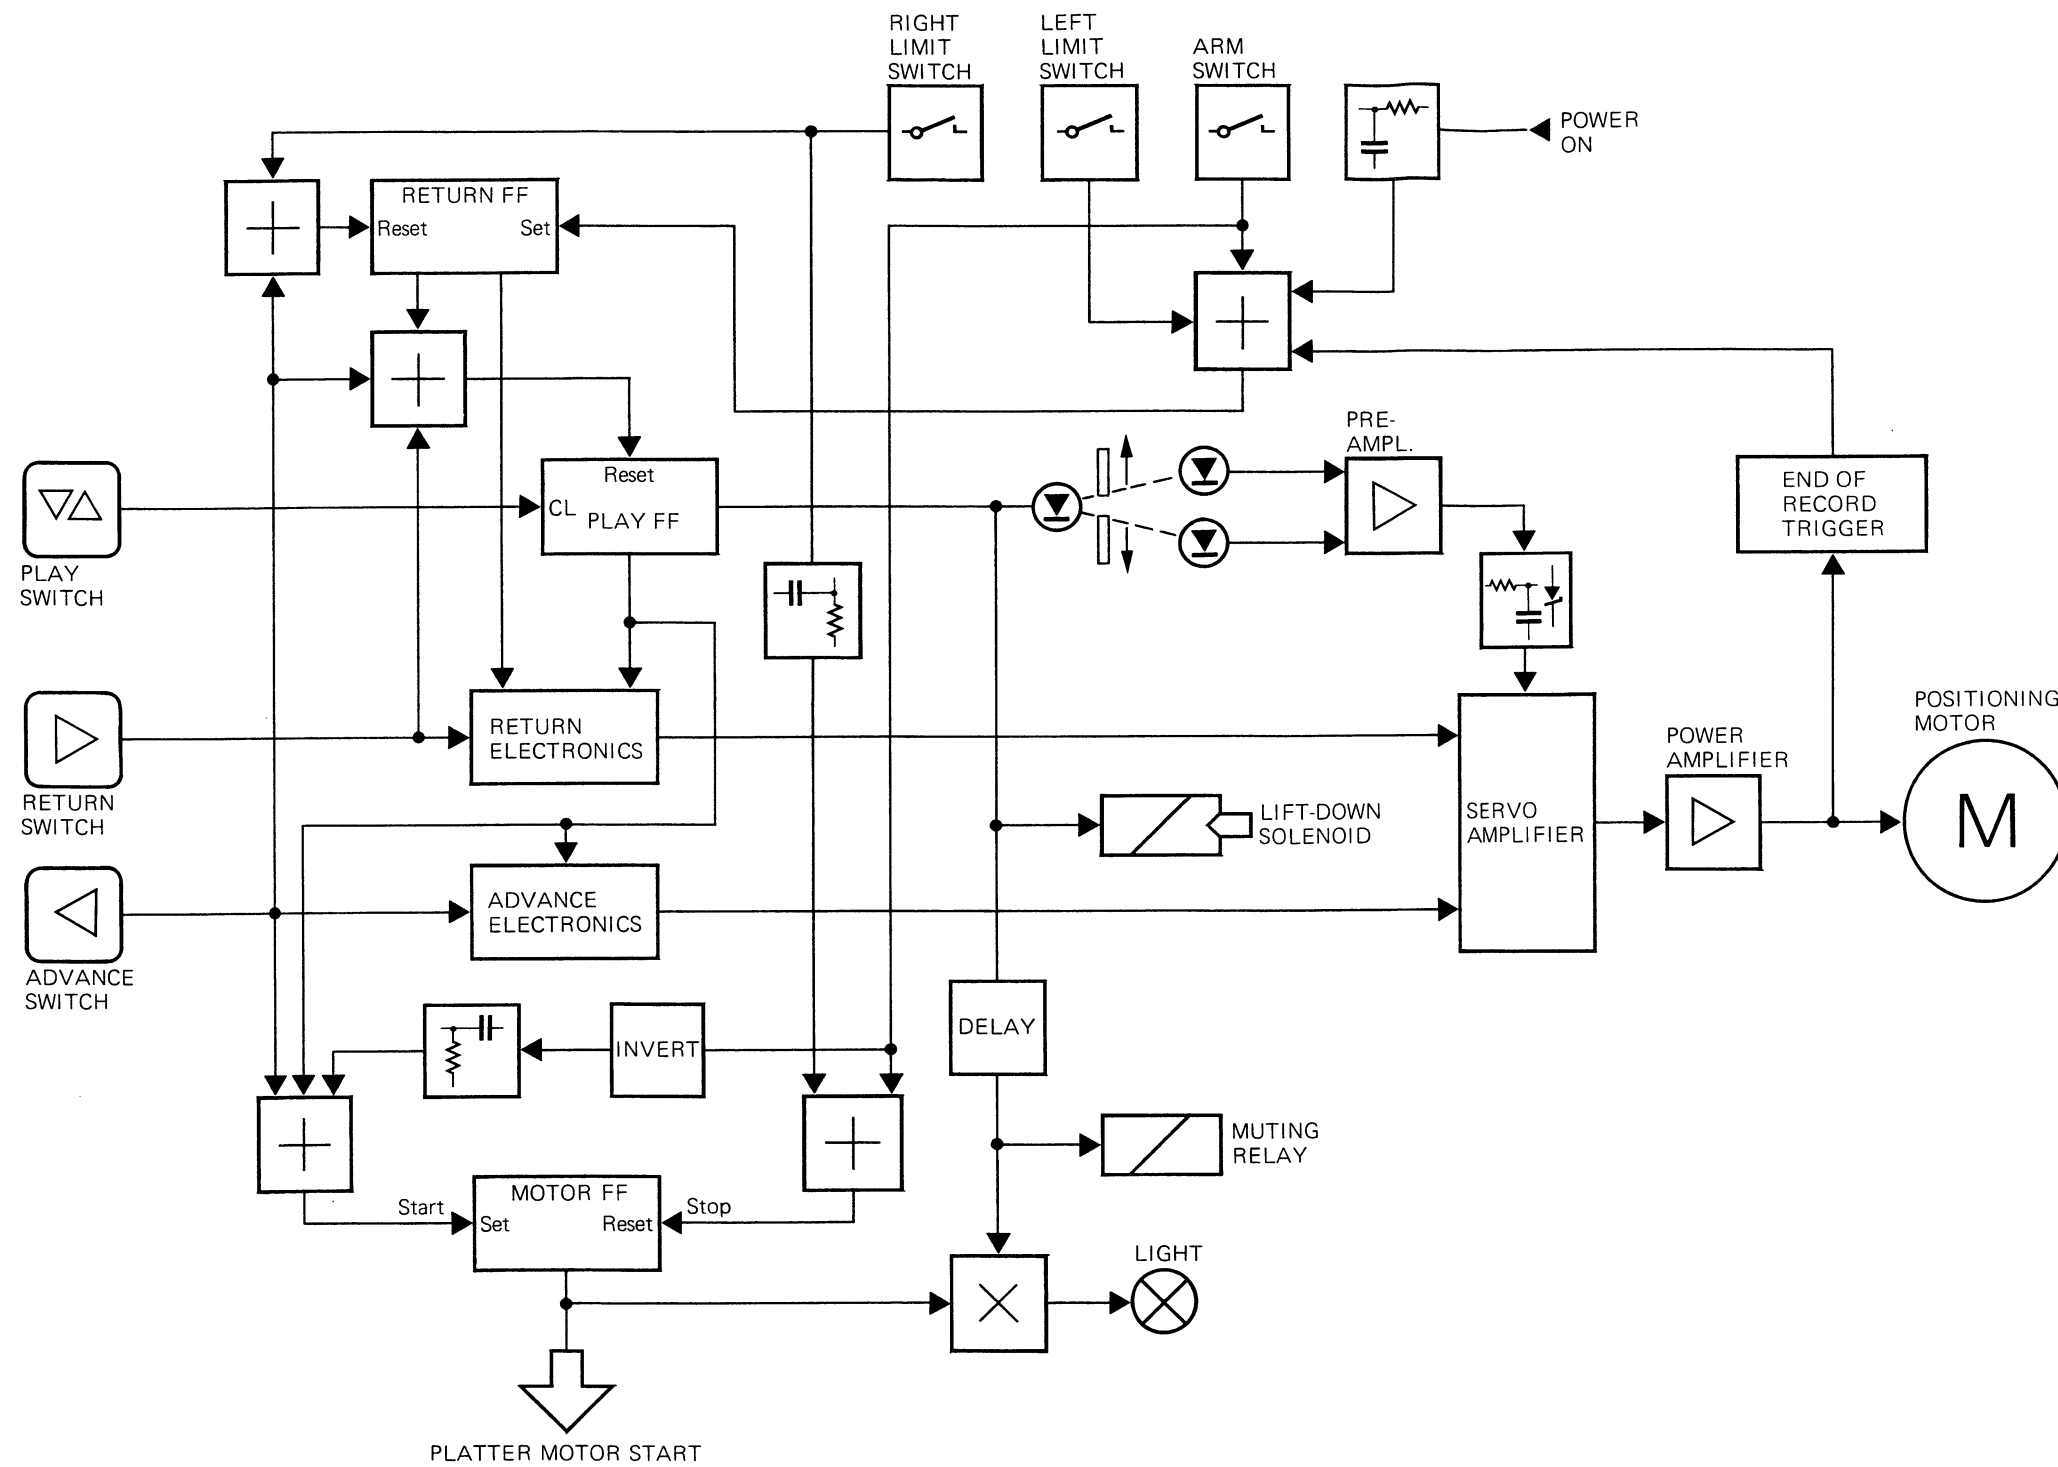 RIGHT
LIMIT
SWITCH
LEFT
LIMIT
SWITCH
ARM
SWITCH
POWER
ON
RETURN FF
Reset
Set
PRE-
AMPL.
Reset
CL
PLAY FF
END OF
RECORD
TRIGGER
PLAY
SWITCH
RETURN
ELECTRONICS
POSITIONING
MOTOR
POWER
AMPLIFIER
RETURN
SWITCH
LIFT-DOWN
SOLENOID
SERVO
AMPLIFIER
M
ADVANCE
ELECTRONICS
ADVANCE
SWITCH
DELAY
INVERT
MUTING
RELAY
MOTOR FF
Start
Set
Reset
Stop
LIGHT
PLATTER MOTOR START